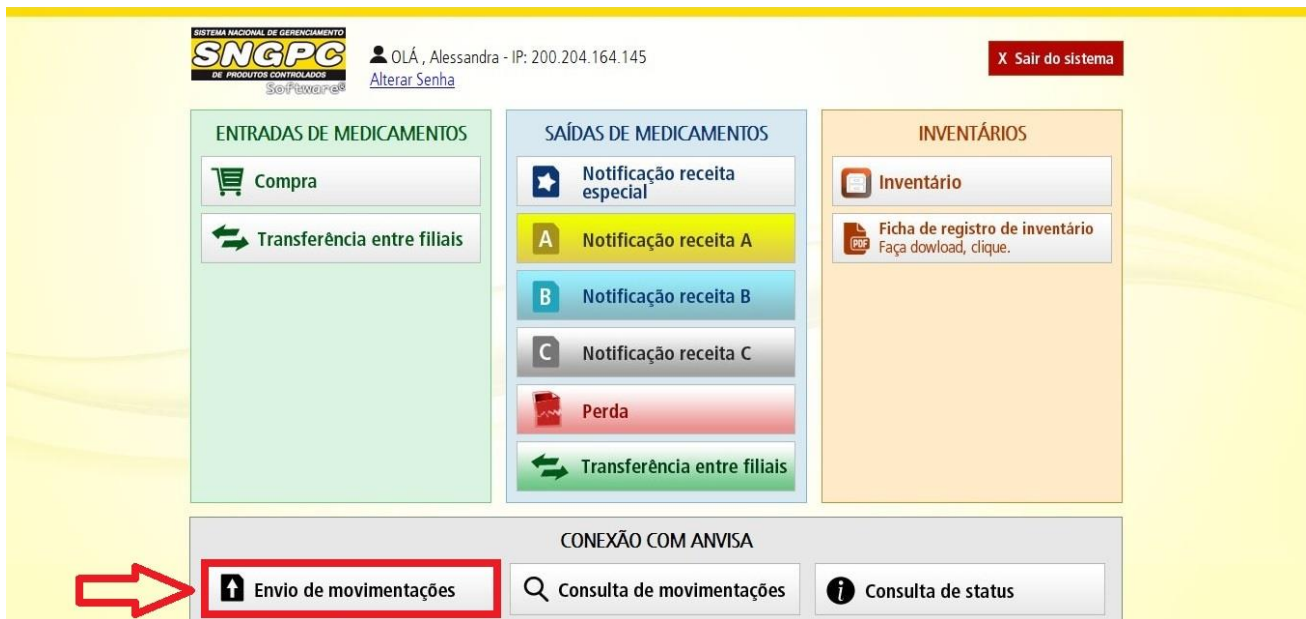 SISTEMA NACIONAL DE GERENCIAMENTO
SNGPC
DE PRODUTOS CONTROLADOS
Software®
OLÁ , Alessandra - IP: 200.204.164.145
Alterar Senha
X Sair do sistema
ENTRADAS DE MEDICAMENTOS
Compra
Transferência entre filiais
SAÍDAS DE MEDICAMENTOS
Notificação receita
especial
A Notificação receita A
B Notificação receita B
C Notificação receita C
Perda
Transferência entre filiais
INVENTÁRIOS
Inventário
PDF
Ficha de registro de inventário
Faça dowload, clique.
CONEXÃO COM ANVISA
Envio de movimentações
Consulta de movimentações
Consulta de status